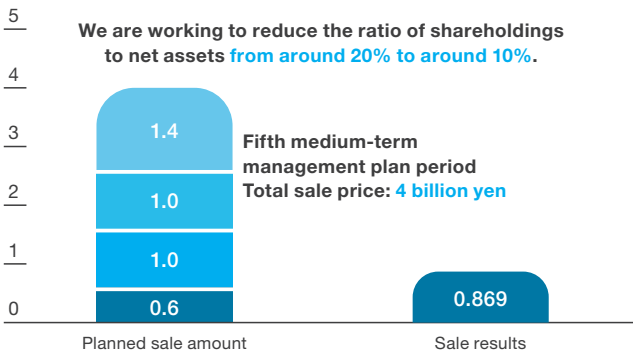 5
We are working to reduce the ratio of shareholdings
to net assets from around 20% to around 10%.
4
1.4
3
Fifth medium-term
management plan period
Total sale price: 4 billion yen
2
1.0
1
1.0
0
0.6
0.869
Planned sale amount
Sale results